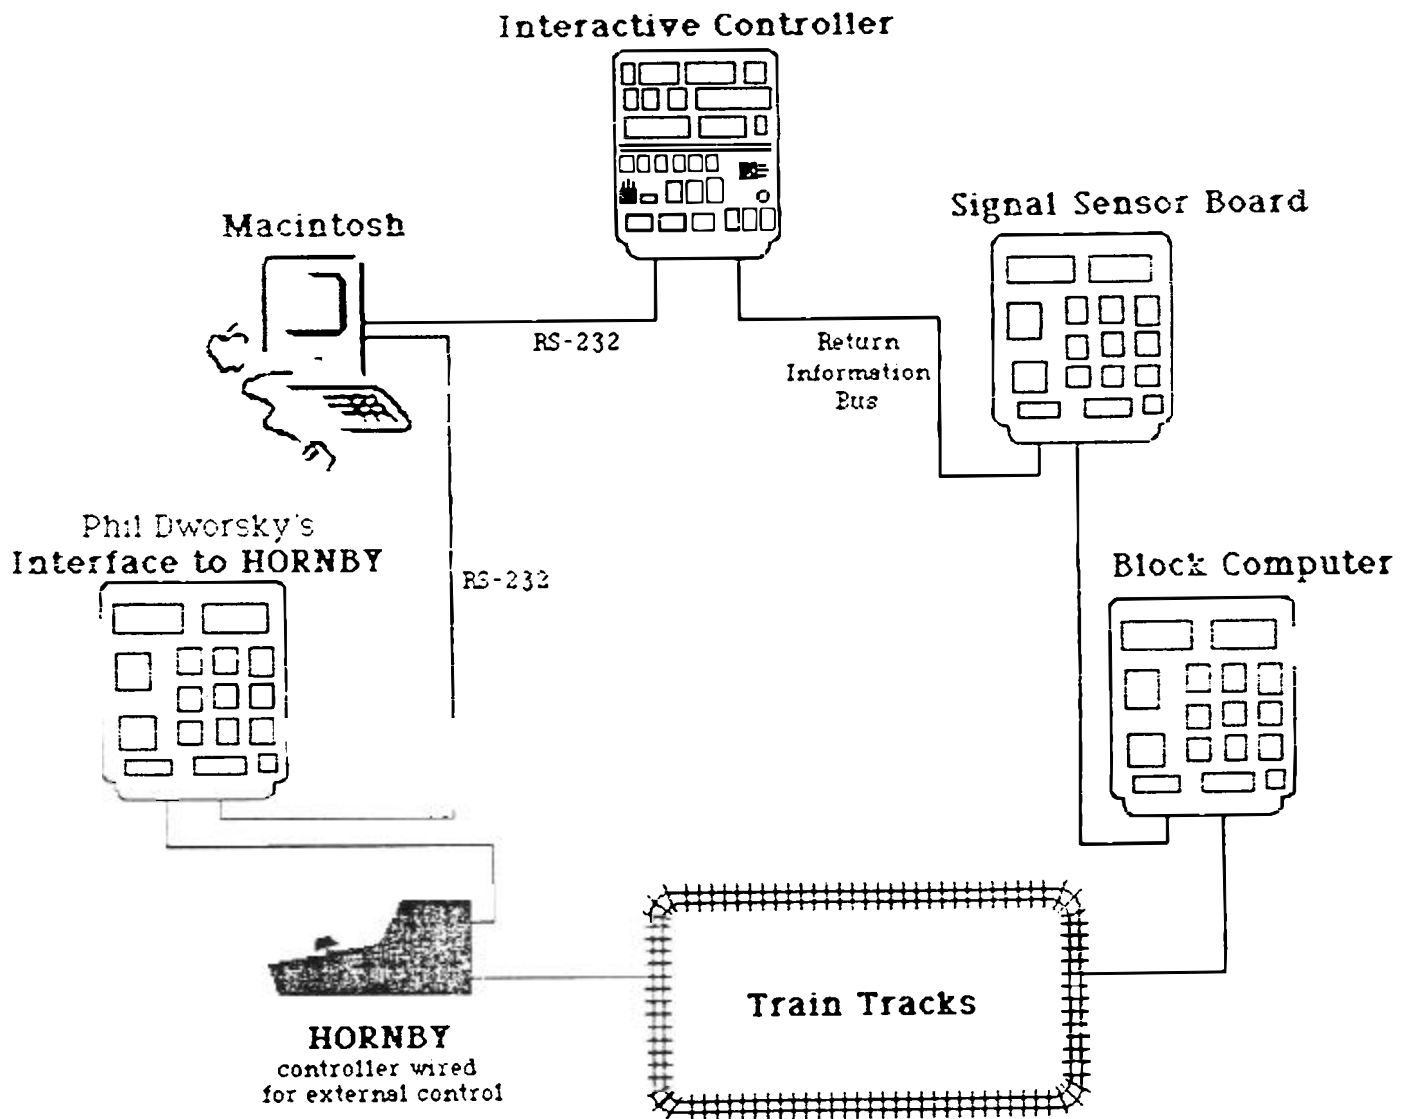 Interactive Controller
Signal Sensor Board
Macintosh
RS-232
Return
Information
Bus
Phil Dworsky's
Interface to HORNBY
RS-232
Block Computer
Train Tracks
HORNBY
controller wired
for external control